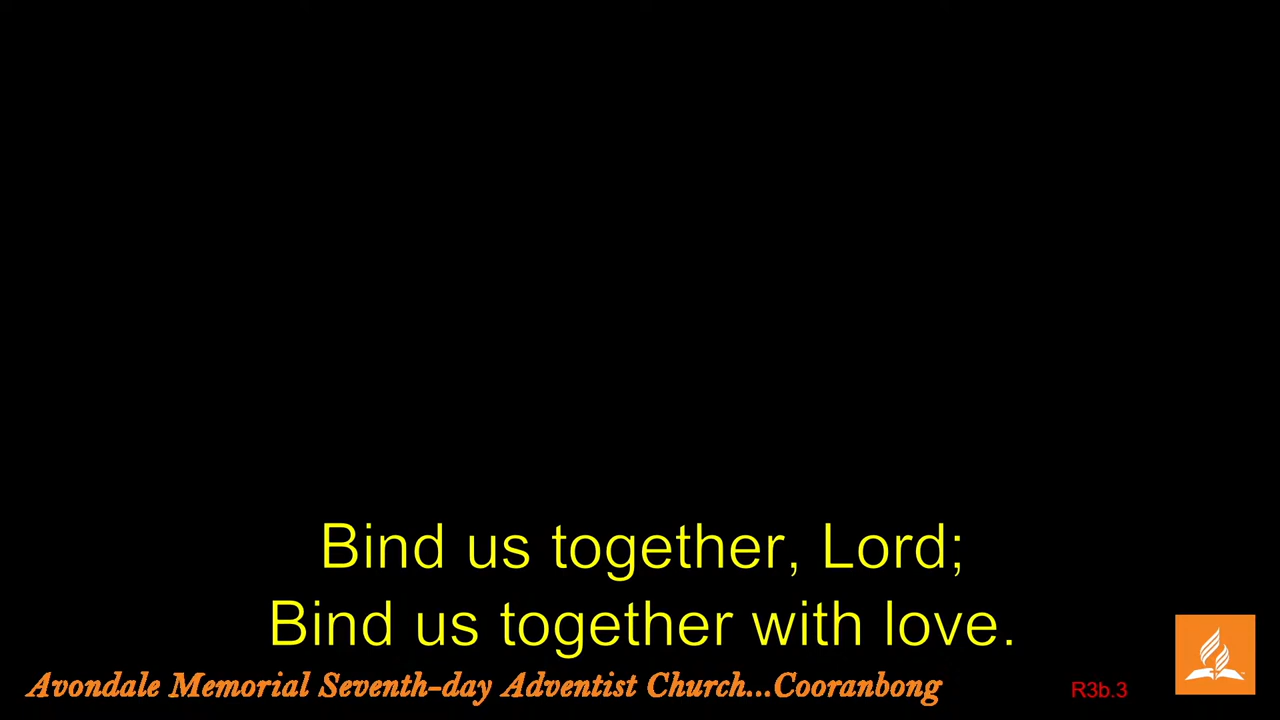 Bind us together, Lord;
Bind us together with love.
Avondale Memorial Seventh-day Adventist Church...Cooranbong
R3b.3